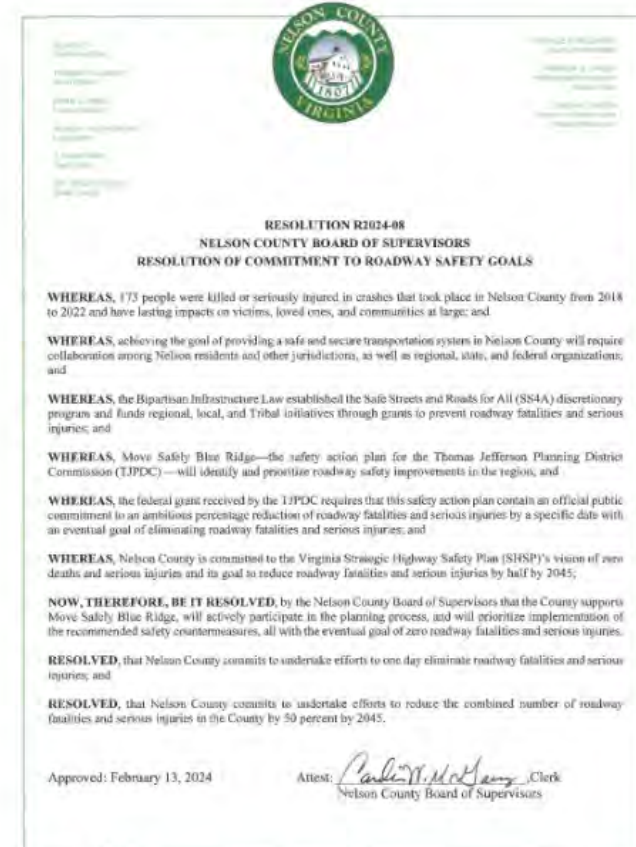 NELSON COUNTY
1807
VIRGINIA
RESOLUTION R2024-08
NELSON COUNTY BOARD OF SUPERVISORS
RESOLUTION OF COMMITMENT TO ROADWAY SAFETY GOALS
WHEREAS, 173 people were killed or seriously injured in crashes that took place in Nelson County from 2018
to 2022 and have lasting impacts on victims, loved ones, and communities at large; and
WHEREAS, achieving the goal of providing a safe and secure transportation system in Nelson County will require
collaboration among Nelson residents and other jurisdictions, as well as regional, state, and federal organizations;
and
WHEREAS, the Bipartisan Infrastructure Law established the Safe Streets and Roads for All (SS4A) discretionary
program and funds regional, local, and Tribal initiatives through grants to prevent roadway fatalities and serious
injuries; and
WHEREAS, Move Safely Blue Ridge—the safety action plan for the Thomas Jefferson Planning District
Commission (TJPDC)—will identify and prioritize roadway safety improvements in the region; and
WHEREAS, the federal grant received by the TJPDC requires that this safety action plan contain an official public
commitment to an ambitious percentage reduction of roadway fatalities and serious injuries by a specific date with
an eventual goal of eliminating roadway fatalities and serious injuries; and
WHEREAS, Nelson County is committed to the Virginia Strategic Highway Safety Plan (SHSP)'s vision of zero
deaths and serious injuries and its goal to reduce roadway fatalities and serious injuries by half by 2045;
NOW, THEREFORE, BE IT RESOLVED, by the Nelson County Board of Supervisors that the County supports
Move Safely Blue Ridge, will actively participate in the planning process, and will prioritize implementation of
the recommended safety countermeasures, all with the eventual goal of zero roadway fatalities and serious injuries.
RESOLVED, that Nelson County commits to undertake efforts to one day eliminate roadway fatalities and serious
injuries; and
RESOLVED, that Nelson County commits to undertake efforts to reduce the combined number of roadway
fatalities and serious injuries in the County by 50 percent by 2045.
Approved: February 13, 2024 Attest: , Clerk
Nelson County Board of Supervisors